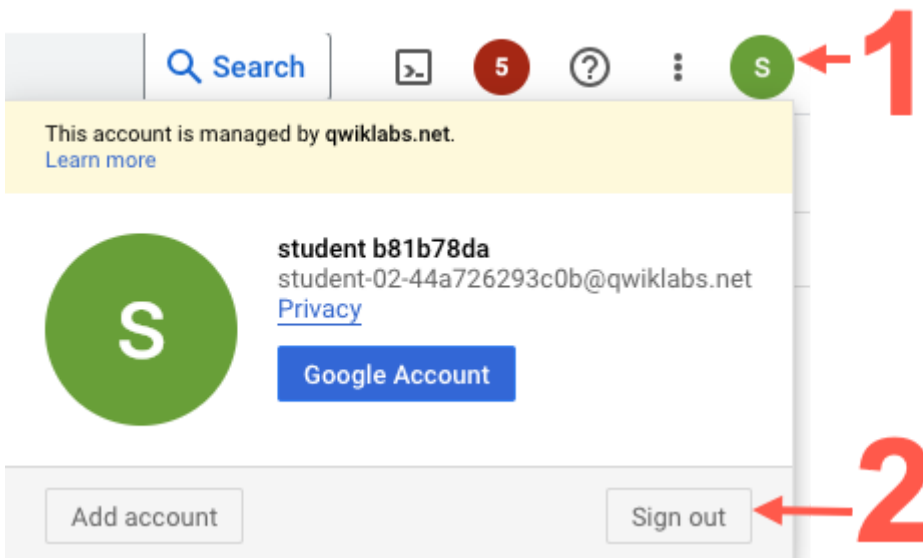 Search
5
S
1
This account is managed by qwiklabs.net.
Learn more
S
student b81b78da
student-02-44a726293c0b@qwiklabs.net
Privacy
Google Account
Add account
Sign out
2